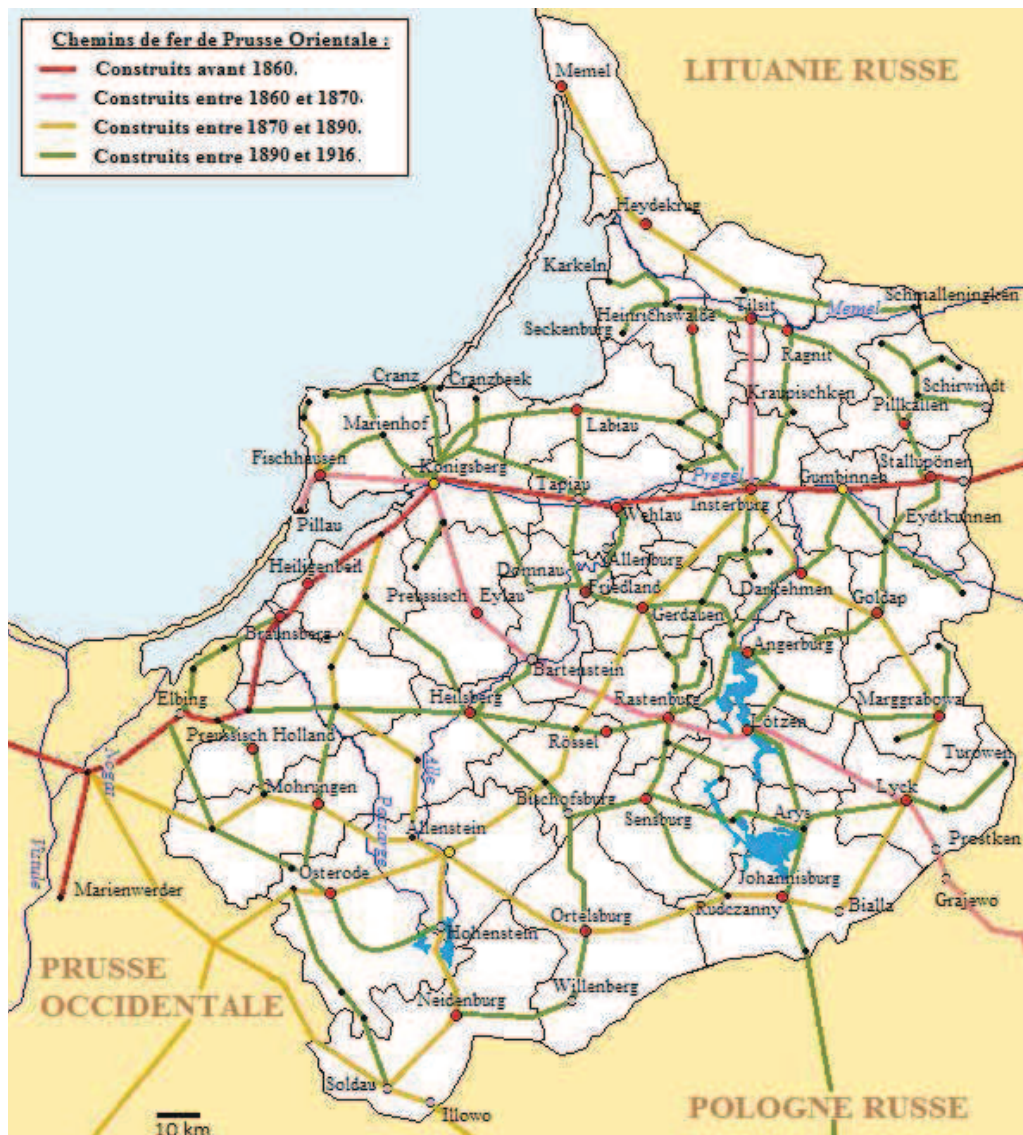 Chemins de fer de Prusse Orientale :
Construits avant 1860.
Construits entre 1860 et 1870.
Construits entre 1870 et 1890.
Construits entre 1890 et 1916.
LITUANIE RUSSE
Memel
Heydekrug
Karkeln
Schmalleningken
Memel
Heinrichswalde
Tilsit
Seckenburg
Ragnit
Cranz
Cranzbeek
Kraupischken
Schirwindt
Pillkallen
Marienhof
Labiau
Fischhausen
Königsberg
Tapiau
Pregel
Gumbinnen
Stallupönen
Insterburg
Pillau
Wehlau
Eydtkuhnen
Heiligenbeil
Domnau
Allenburg
Friedland
Darkehmen
Preussisch Eylau
Gerdauen
Goldap
Braunsberg
Angerburg
Bartenstein
Elbing
Heilsberg
Rastenburg
Marggrabowa
Lötzen
Preussisch Holland
Rössel
Turowen
Nogat
Alle
Mohrungen
Bischofsburg
Lyck
Passarge
Sensburg
Arys
Allenstein
Prostken
Vistule
Osterode
Johannisburg
Marienwerder
Rudczanny
Bialla
Grajewo
Ortelsburg
Hohenstein
PRUSSE
OCCIDENTALE
Willenberg
Neidenburg
Soldau
Illowo
POLOGNE RUSSE
10 km